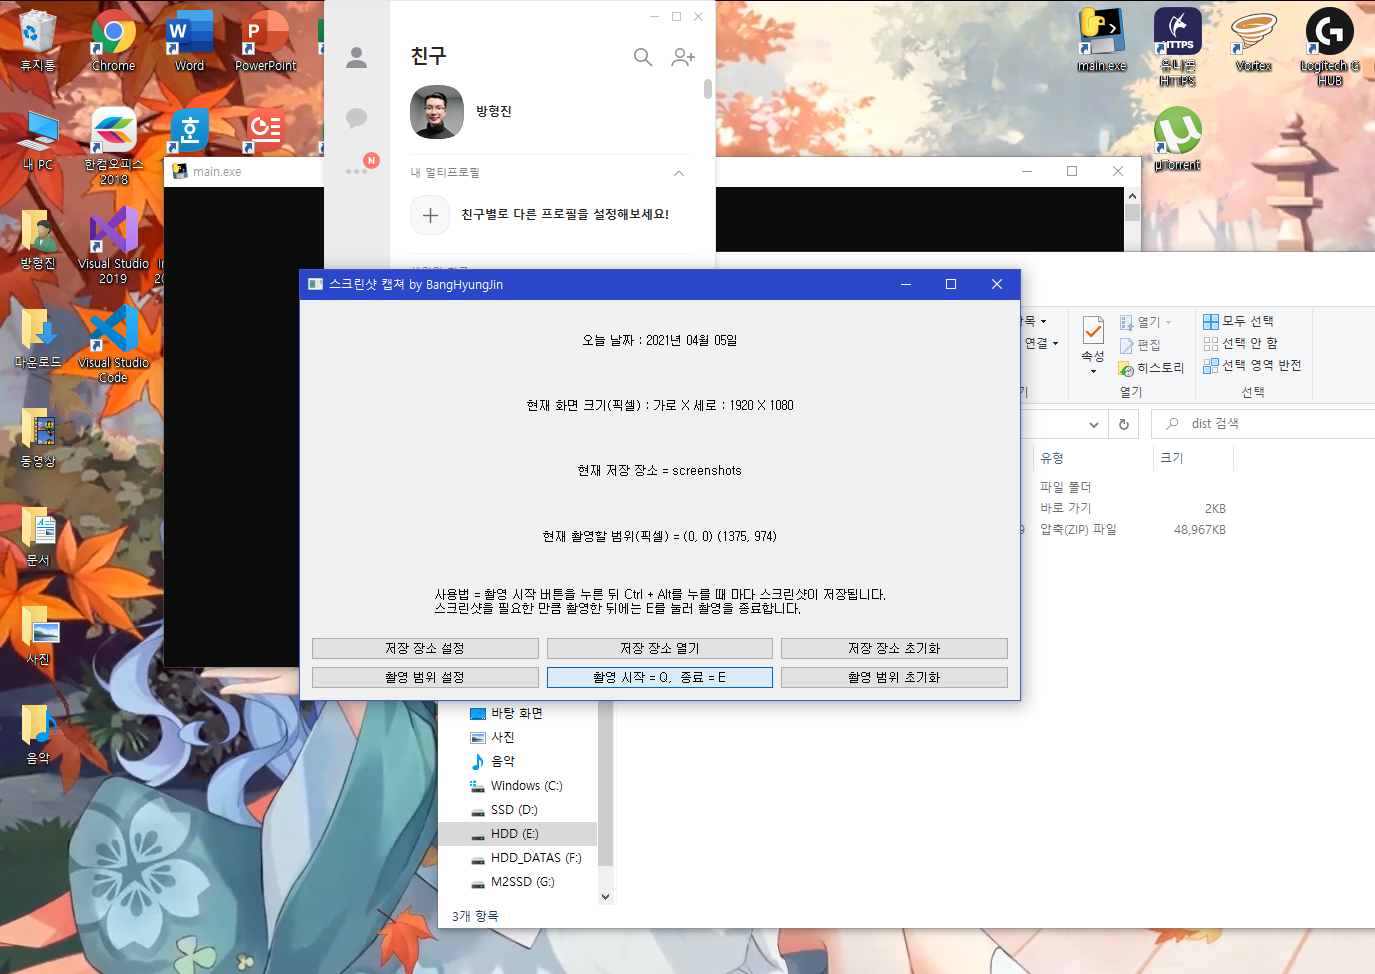 휴지통
Chrome
Word
PowerPoint
main.exe
유니콘
HTTPS
Vortex
Logitech G
HUB
내 PC
한컴오피스
2018
µTorrent
방형진
Visual Studio
2019
다운로드
Visual Studio
Code
동영상
문서
사진
음악
친구
방형진
N
내 멀티프로필
친구별로 다른 프로필을 설정해보세요!
main.exe
스크린샷 캡쳐 by BangHyungJin
오늘 날짜 : 2021년 04월 05일
현재 화면 크기(픽셀) : 가로 X 세로 : 1920 X 1080
현재 저장 장소 = screenshots
현재 촬영할 범위(픽셀) = (0, 0) (1375, 974)
사용법 = 촬영 시작 버튼을 누른 뒤 Ctrl + Alt를 누를 때 마다 스크린샷이 저장됩니다.
스크린샷을 필요한 만큼 촬영한 뒤에는 E를 눌러 촬영을 종료합니다.
저장 장소 설정
저장 장소 열기
저장 장소 초기화
촬영 범위 설정
촬영 시작 = Q, 종료 = E
촬영 범위 초기화
연결
속성
열기
편집
히스토리
열기
모두 선택
선택 안 함
선택 영역 반전
선택
dist 검색
유형
크기
파일 폴더
바로 가기
2KB
압축(ZIP) 파일
48,967KB
바탕 화면
사진
음악
Windows (C:)
SSD (D:)
HDD (E:)
HDD_DATAS (F:)
M2SSD (G:)
3개 항목